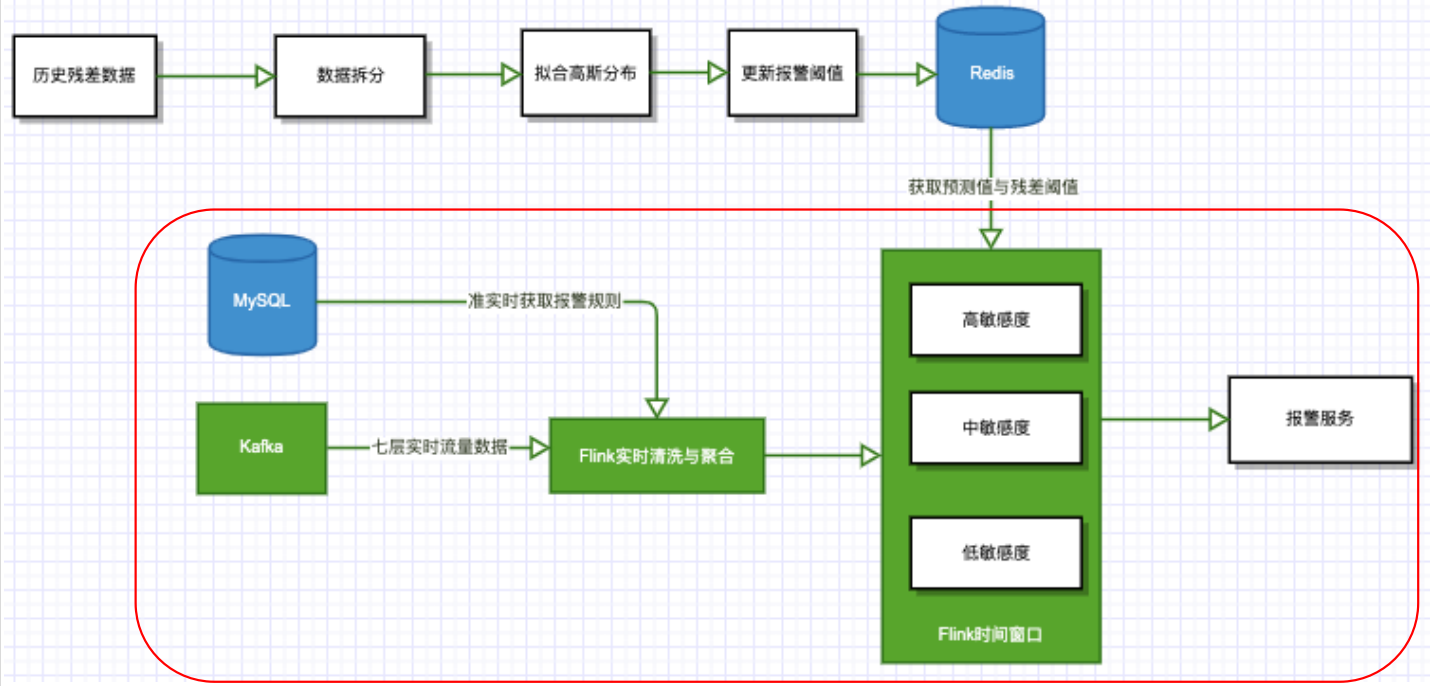 历史残差数据
数据拆分
拟合高斯分布
更新报警阈值
Redis
获取预测值与残差阈值
MySQL
准实时获取报警规则
高敏感度
Kafka
七层实时流量数据
Flink实时清洗与聚合
中敏感度
报警服务
低敏感度
Flink时间窗口